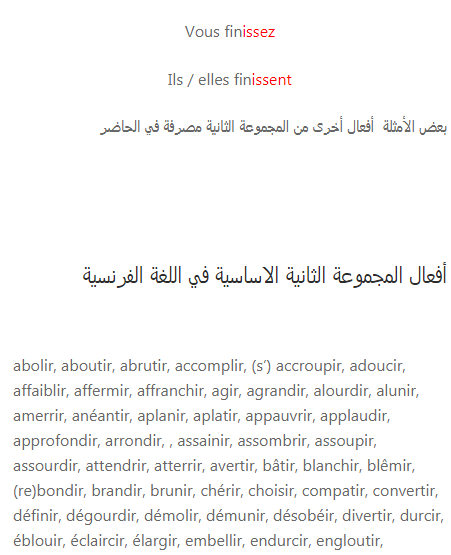 Vous finissez
Ils / elles finissent
بعض الأمثلة أفعال أخرى من المجموعة الثانية مصرفة في الحاضر
أفعال المجموعة الثانية الاساسية في اللغة الفرنسية
abolir, aboutir, abrutir, accomplir, (s’) accroupir, adoucir,
affaiblir, affermir, affranchir, agir, agrandir, alourdir, alunir,
amerrir, anéantir, aplanir, aplatir, appauvrir, applaudir,
approfondir, arrondir, , assainir, assombrir, assoupir,
assourdir, attendrir, atterrir, avertir, bâtir, blanchir, blêmir,
(re)bondir, brandir, brunir, chérir, choisir, compatir, convertir,
définir, dégourdir, démolir, démunir, désobéir, divertir, durcir,
éblouir, éclaircir, élargir, embellir, endurcir, engloutir,